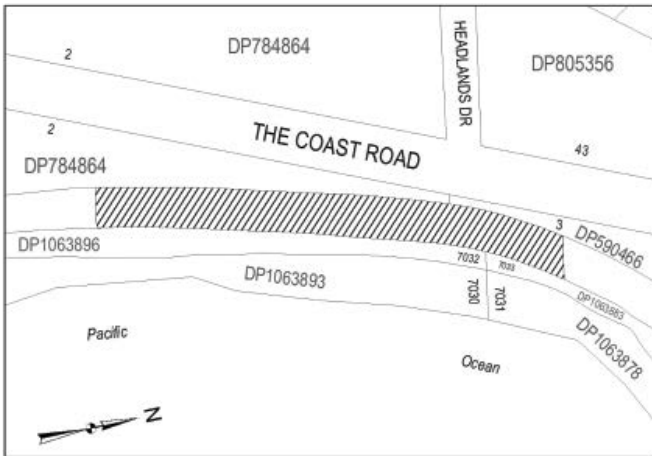 DP784864
2
HEADLANDS DR
DP805356
THE COAST ROAD
2
43
DP784864
3
DP590466
DP1063896
7032
7033
DP1063893
7030
7031
DP1063883
DP1063878
Pacific
Ocean
N